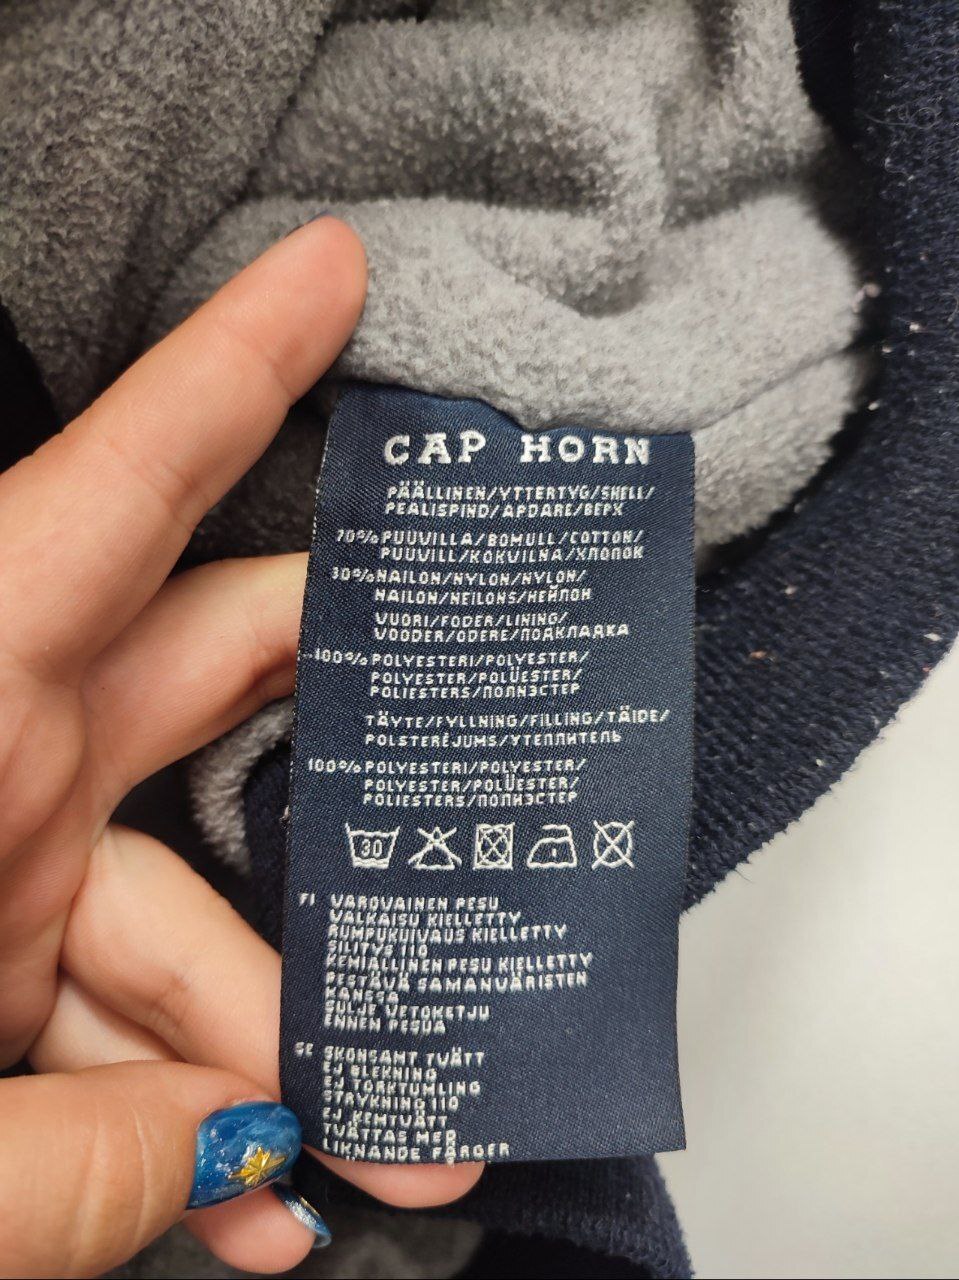 CAP HORN
PÄÄLLINEN/YTTERTYG/SHELL/
PEALISPIND/APDARE/ВЕРХ
70% PUUVILLA/BOMULL/COTTON/
PUUVILL/KOKVILNA/ХЛОПОК
30% NAILON/NYLON/NYLON/
NAILON/NEILONS/НЕЙЛОН
VUORI/FODER/LINING/
VOODER/ODERE/ПОДКЛАДКА
100% POLYESTERI/POLYESTER/
POLYESTER/POLÜESTER/
POLIESTERS/ПОЛИЭСТЕР
TÄYTE/FYLLNING/FILLING/TÄIDE/
POLSTERĒJUMS/УТЕПЛИТЕЛЬ
100% POLYESTERI/POLYESTER/
POLYESTER/POLÜESTER/
POLIESTERS/ПОЛИЭСТЕР
30
FI VAROVAINEN PESU
VALKAISU KIELLETTY
RUMPUKUIVAUS KIELLETTY
SILITYS 110
KEMIALLINEN PESU KIELLETTY
PESTÄVÄ SAMANVÄRISTEN
KANSSA
SULJE VETOKETJU
ENNEN PESUA
SE SKONSAMT TVÄTT
EJ BLEKNING
EJ TORKTUMLING
STRYKNING 110
EJ KEMTVÄTT
TVÄTTAS MED
LIKNANDE FÄRGER